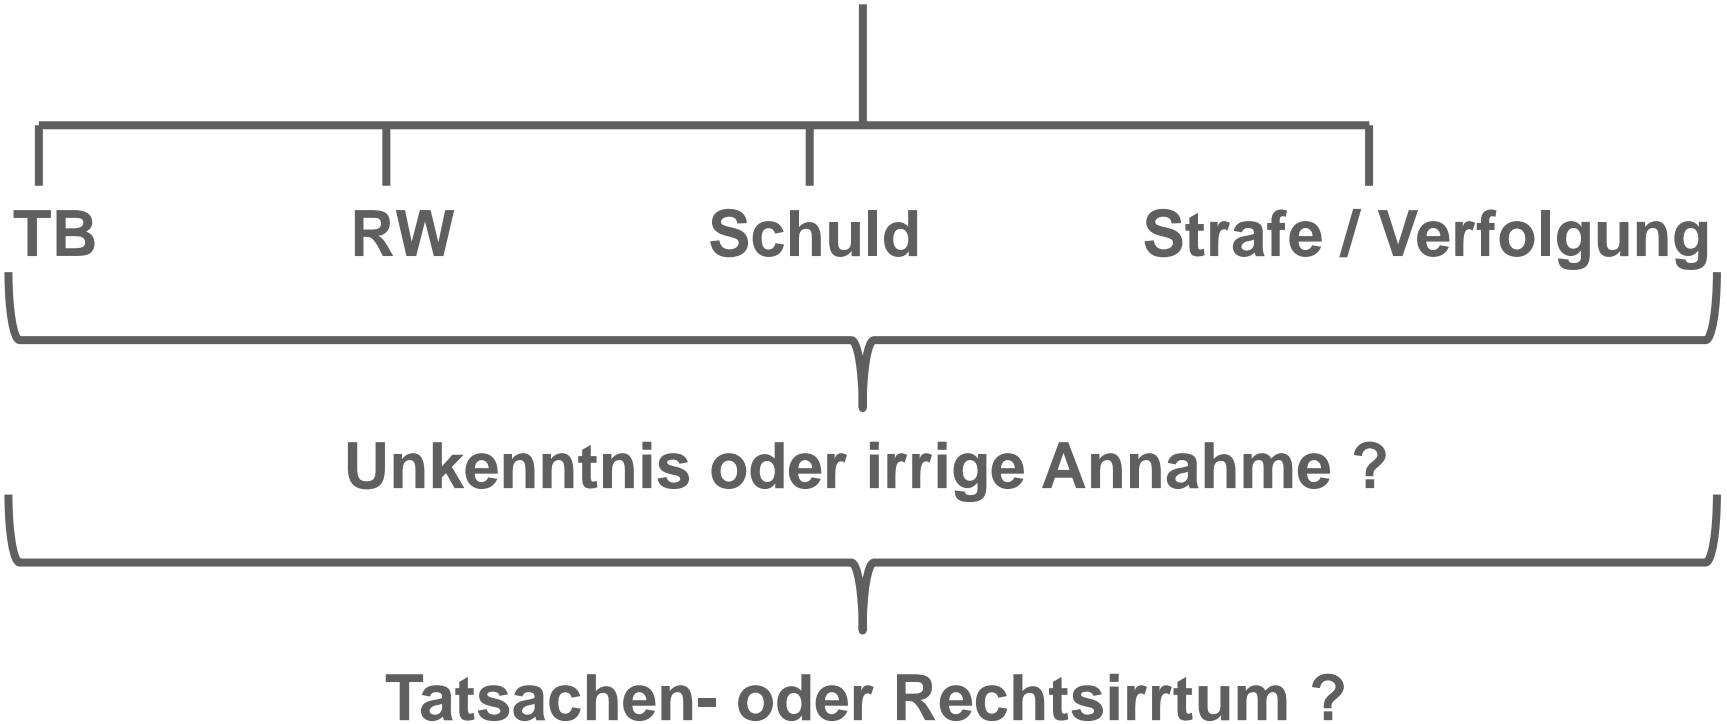 TB RW Schuld Strafe / Verfolgung
Unkenntnis oder irrige Annahme ?
Tatsachen- oder Rechtsirrtum ?